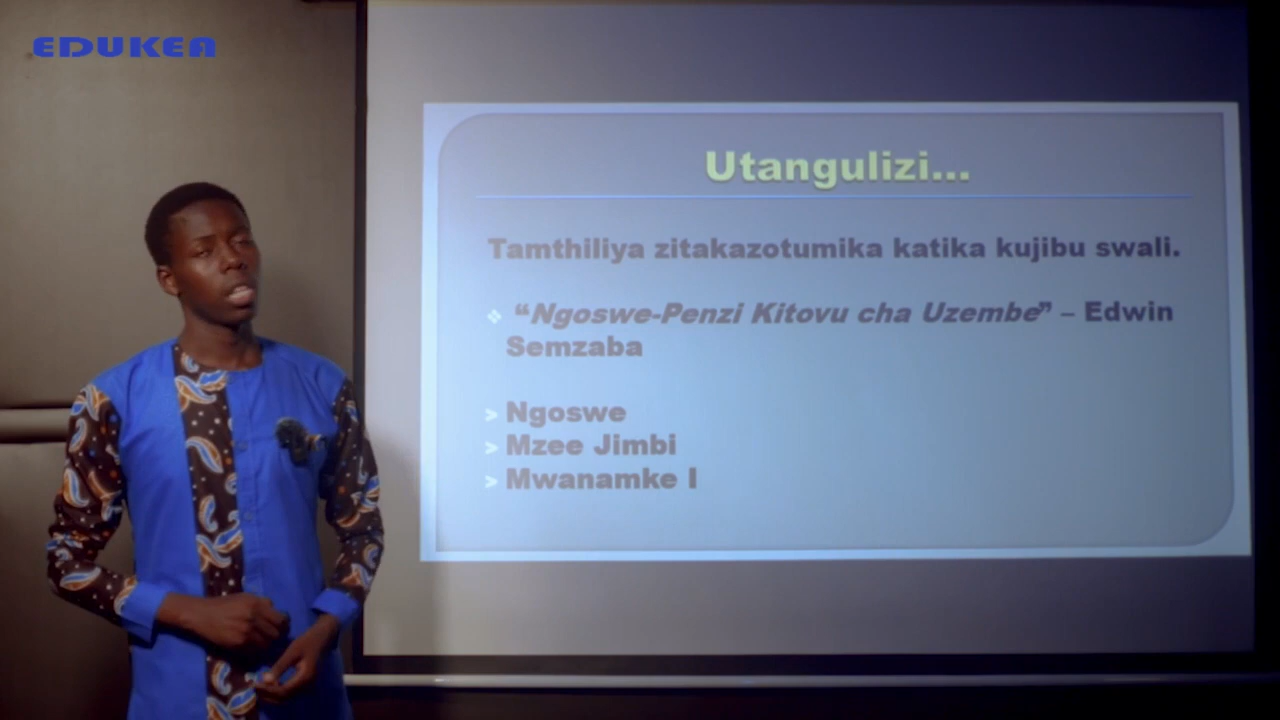 EDUKEA
Utangulizi...
Tamthiliya zitakazotumika katika kujibu swali.
“Ngoswe-Penzi Kitovu cha Uzembe” – Edwin
Semzaba
Ngoswe
Mzee Jimbi
Mwanamke I